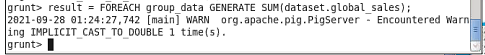 grunt> result = FOREACH group_data GENERATE SUM(dataset.global_sales);
2021-09-28 01:24:27,742 [main] WARN  org.apache.pig.PigServer - Encountered Warn
ing IMPLICIT_CAST_TO_DOUBLE 1 time(s).
grunt>